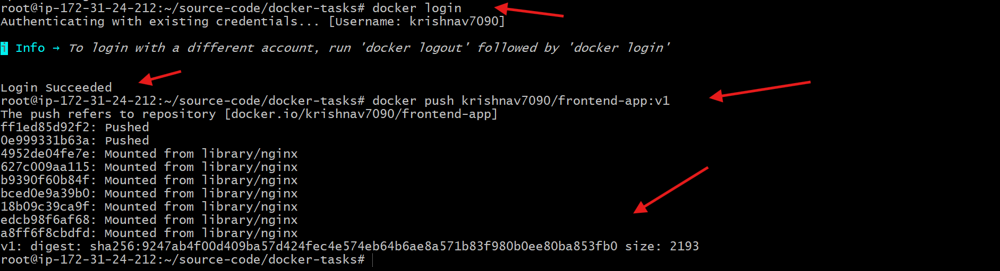 root@ip-172-31-24-212:~/source-code/docker-tasks# docker login
Authenticating with existing credentials... [Username: krishnav7090]
i Info → To login with a different account, run 'docker logout' followed by 'docker login'
Login Succeeded
root@ip-172-31-24-212:~/source-code/docker-tasks# docker push krishnav7090/frontend-app:v1
The push refers to repository [docker.io/krishnav7090/frontend-app]
ff1ed85d92f2: Pushed
0e999331b63a: Pushed
4952de04fe7e: Mounted from library/nginx
627c009aa115: Mounted from library/nginx
b9390f60b84f: Mounted from library/nginx
bced0e9a39b0: Mounted from library/nginx
18b09c39ca9f: Mounted from library/nginx
edcb98f6af68: Mounted from library/nginx
a8ff6f8cbdfd: Mounted from library/nginx
v1: digest: sha256:9247ab4f00d409ba57d424fec4e574eb64b6ae8a571b83f980b0ee80ba853fb0 size: 2193
root@ip-172-31-24-212:~/source-code/docker-tasks#